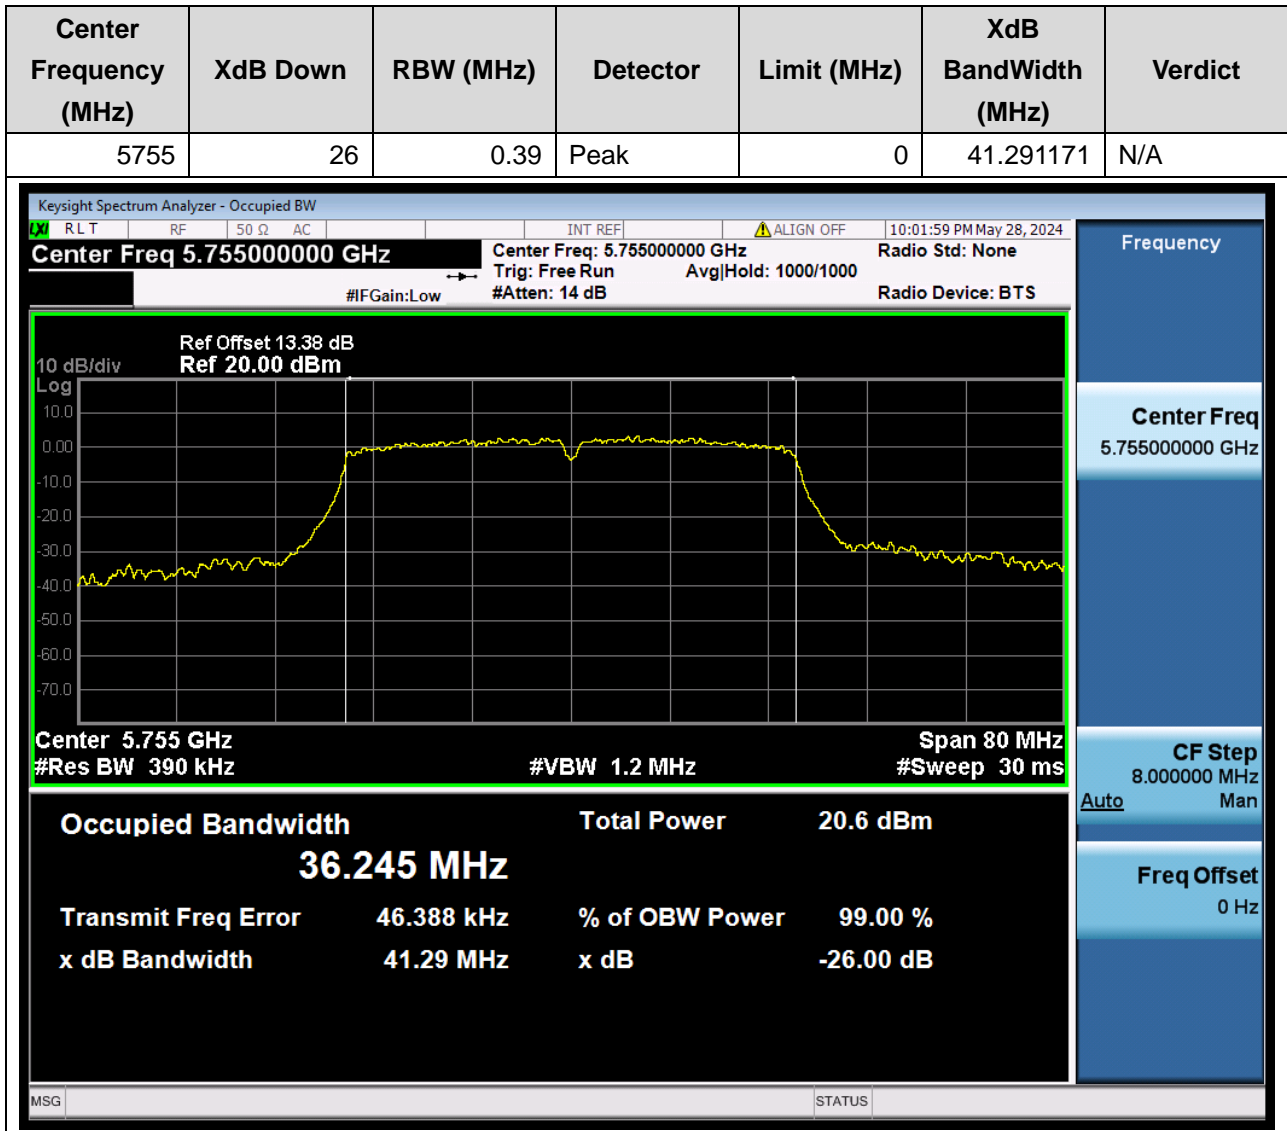 Center Frequency (MHz) XdB Down RBW (MHz) Detector Limit (MHz) XdB BandWidth (MHz) Verdict
5755 26 0.39 Peak 0 41.291171 N/A
Keysight Spectrum Analyzer - Occupied BW
LXI RLT RF 50 Ω AC INT REF ALIGN OFF 10:01:59 PM May 28, 2024
Center Freq 5.755000000 GHz
Center Freq: 5.755000000 GHz
Radio Std: None
Trig: Free Run Avg|Hold: 1000/1000
#IFGain:Low #Atten: 14 dB Radio Device: BTS
Ref Offset 13.38 dB
10 dB/div Ref 20.00 dBm
Log
10.0
0.00
-10.0
-20.0
-30.0
-40.0
-50.0
-60.0
-70.0
Center 5.755 GHz Span 80 MHz
#Res BW 390 kHz #VBW 1.2 MHz #Sweep 30 ms
Occupied Bandwidth Total Power 20.6 dBm
36.245 MHz
Transmit Freq Error 46.388 kHz % of OBW Power 99.00 %
x dB Bandwidth 41.29 MHz x dB -26.00 dB
Frequency
Center Freq
5.755000000 GHz
CF Step
8.000000 MHz
Auto Man
Freq Offset
0 Hz
MSG STATUS